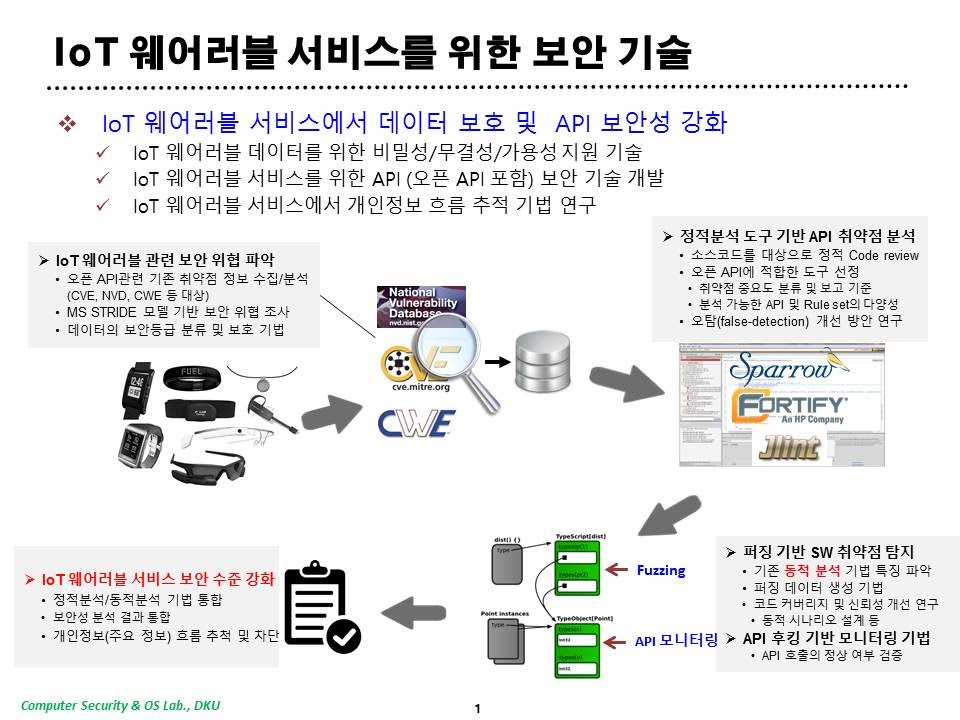 IoT 웨어러블 서비스를 위한 보안 기술
❖ IoT 웨어러블 서비스에서 데이터 보호 및 API 보안성 강화
✓ IoT 웨어러블 데이터를 위한 비밀성/무결성/가용성 지원 기술
✓ IoT 웨어러블 서비스를 위한 API (오픈 API 포함) 보안 기술 개발
✓ IoT 웨어러블 서비스에서 개인정보 흐름 추적 기법 연구
➢ IoT 웨어러블 관련 보안 위협 파악
• 오픈 API관련 기존 취약점 정보 수집/분석
(CVE, NVD, CWE 등 대상)
• MS STRIDE 모델 기반 보안 위협 조사
• 데이터의 보안등급 분류 및 보호 기법
National
Vulnerability
Database
nvd.nist.go
CVE
cve.mitre.org
CWE
➢ 정적분석 도구 기반 API 취약점 분석
• 소스코드를 대상으로 정적 Code review
• 오픈 API에 적합한 도구 선정
• 취약점 중요도 분류 및 보고 기준
• 분석 가능한 API 및 Rule set의 다양성
• 오탐(false-detection) 개선 방안 연구
Sparrow
FORTIFY
An HP Company
Jlint
FUEL
12:46
dist() {}
type
TypeScript[dist]
types(pt1)
types(pt2)
Fuzzing
Point instances
type
TypeObject[Point]
types(x)
int32
types(y)
int32
API 모니터링
➢ 퍼징 기반 SW 취약점 탐지
• 기존 동적 분석 기법 특징 파악
• 퍼징 데이터 생성 기법
• 코드 커버리지 및 신뢰성 개선 연구
• 동적 시나리오 설계 등
➢ API 후킹 기반 모니터링 기법
• API 호출의 정상 여부 검증
➢ IoT 웨어러블 서비스 보안 수준 강화
• 정적분석/동적분석 기법 통합
• 보안성 분석 결과 통합
• 개인정보(주요 정보) 흐름 추적 및 차단
Computer Security & OS Lab., DKU
1